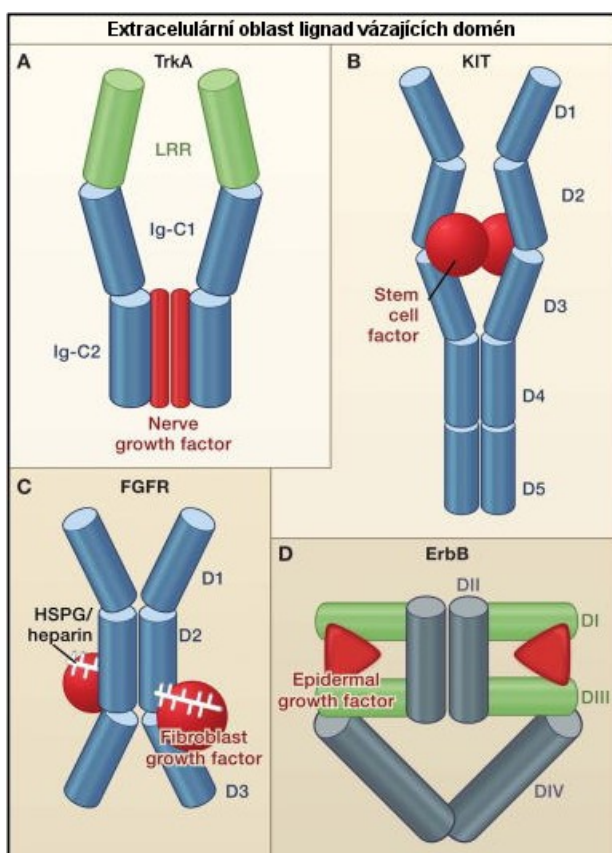 Extracelulární oblast lignad vázajících domén
A
TrkA
LRR
Ig-C1
Ig-C2
Nerve
growth factor
B
KIT
D1
D2
Stem
cell
factor
D3
D4
D5
C
FGFR
D1
HSPG/
heparin
D2
Fibroblast
growth factor
D3
D
ErbB
DII
DI
Epidermal
growth factor
DIII
DIV